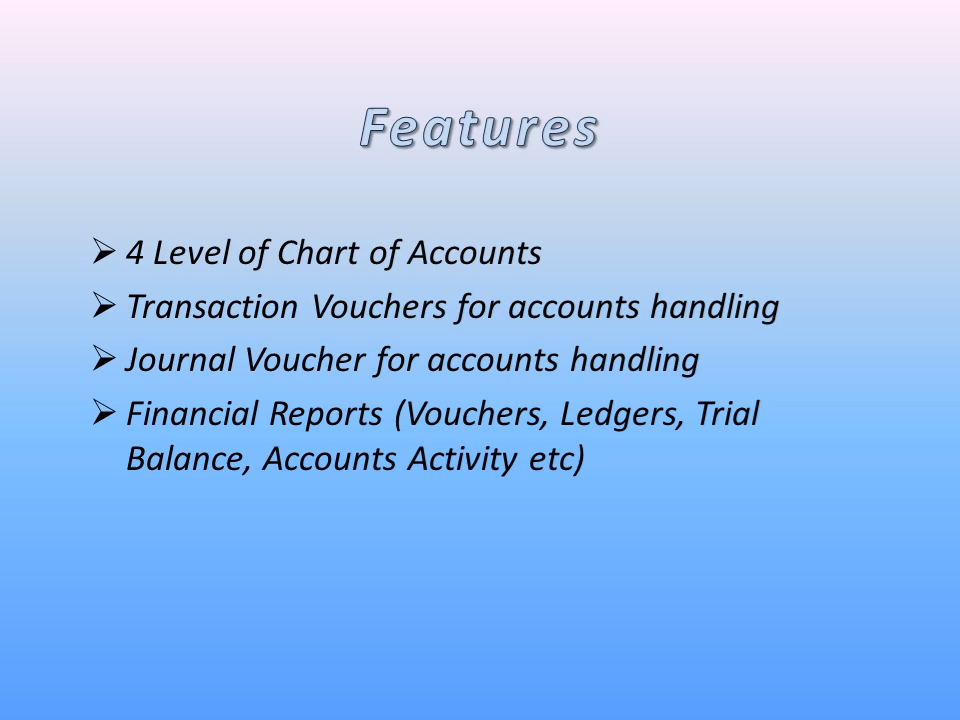 Features
➢ 4 Level of Chart of Accounts
➢ Transaction Vouchers for accounts handling
➢ Journal Voucher for accounts handling
➢ Financial Reports (Vouchers, Ledgers, Trial
Balance, Accounts Activity etc)